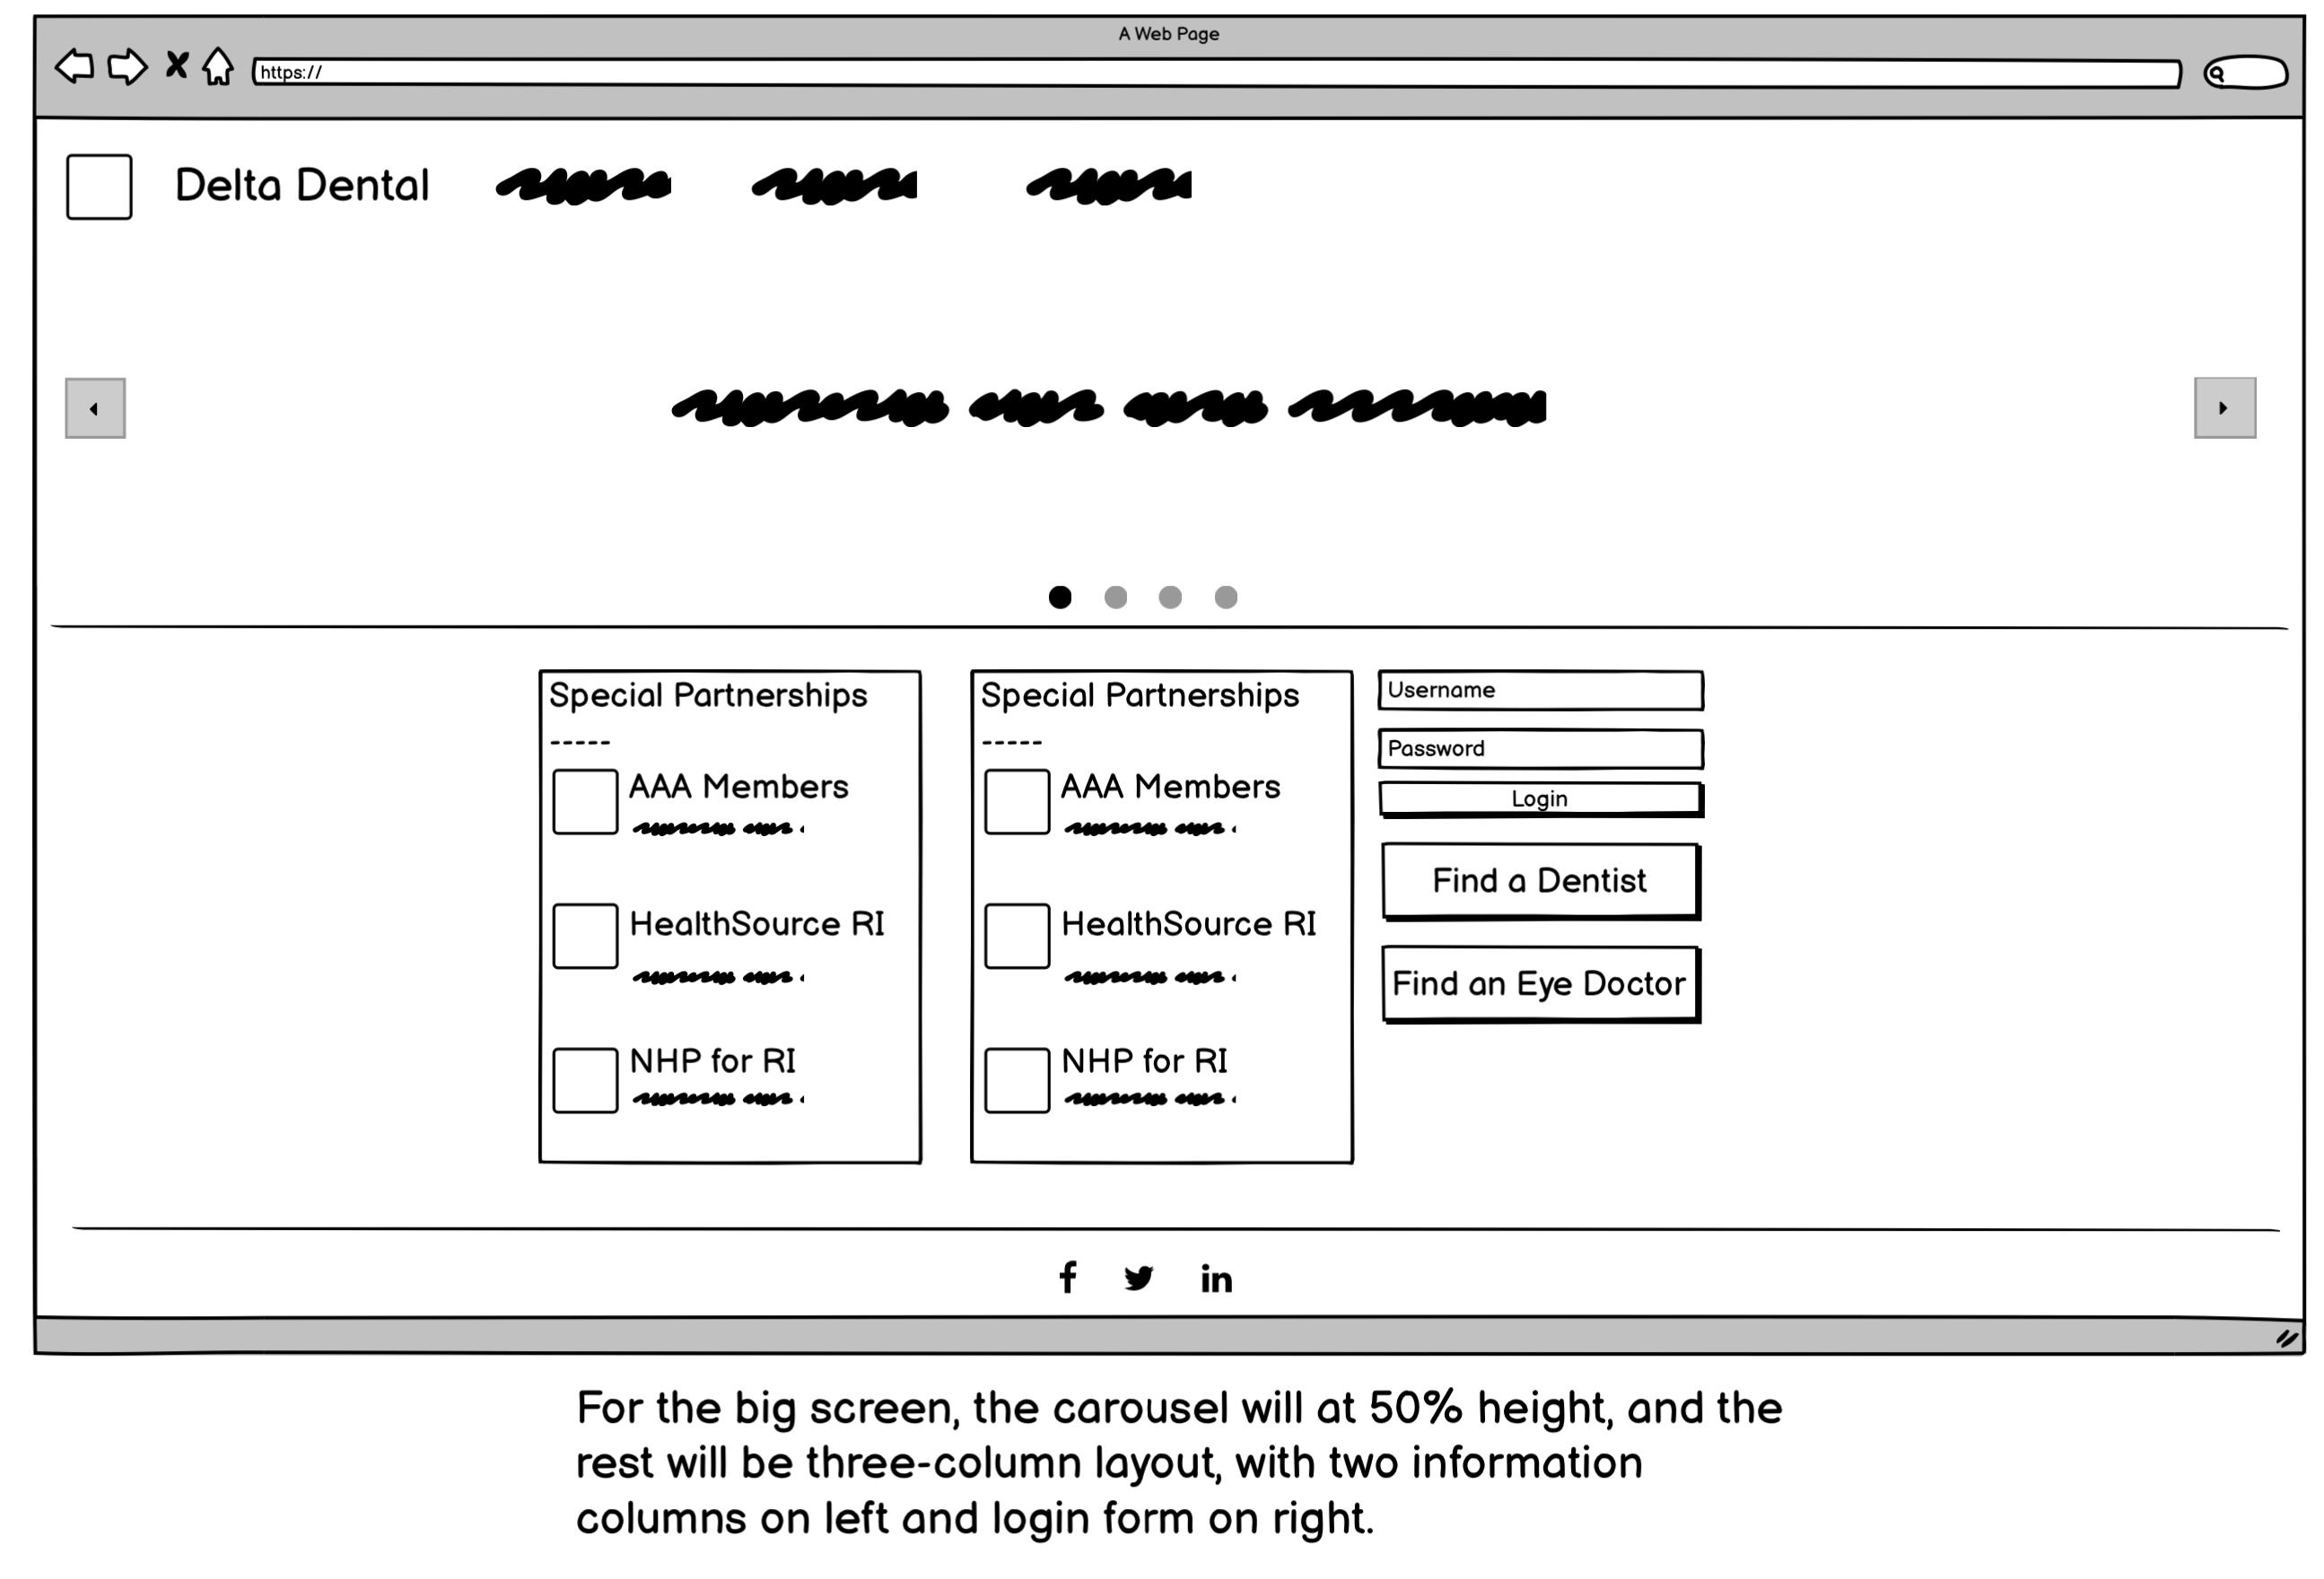 A Web Page
https://
Delta Dental
Special Partnerships
-----
AAA Members
HealthSource RI
NHP for RI
Special Partnerships
-----
AAA Members
HealthSource RI
NHP for RI
Username
Password
Login
Find a Dentist
Find an Eye Doctor
f
in
For the big screen, the carousel will at 50% height, and the
rest will be three-column layout, with two information
columns on left and login form on right.